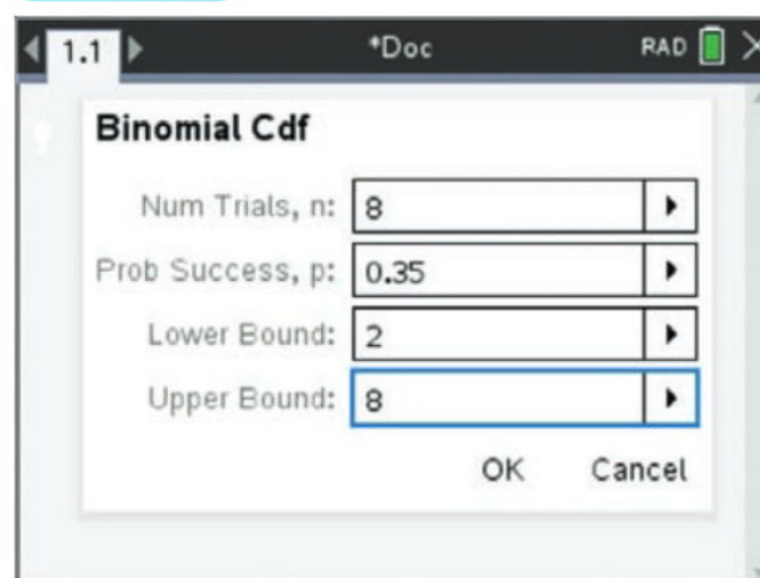 1.1 *Doc RAD
Binomial Cdf
Num Trials, n: 8
Prob Success, p: 0.35
Lower Bound: 2
Upper Bound: 8
OK Cancel